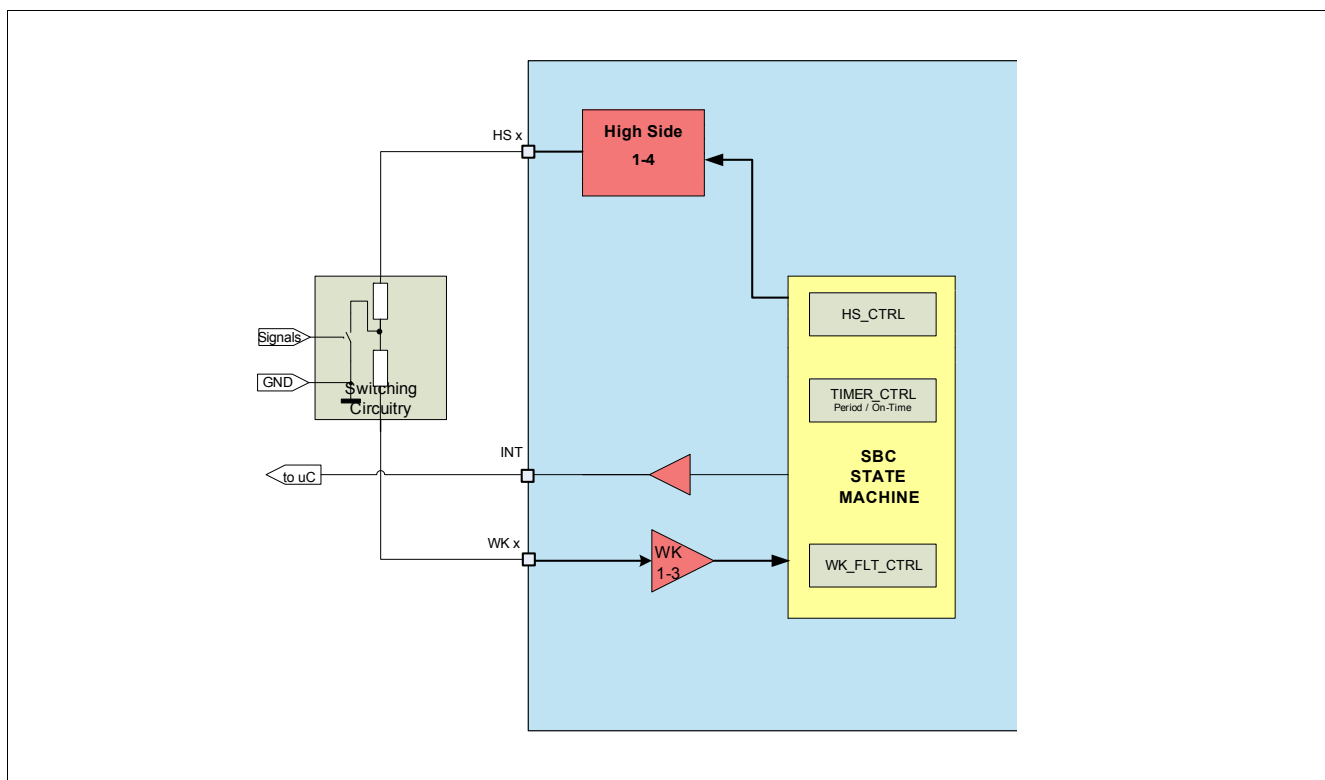 HS x
High Side
1-4
HS_CTRL
Signals
GND
Switching
Circuitry
TIMER_CTRL
Period / On-Time
INT
to uC
SBC
STATE
MACHINE
WK x
WK
1-3
WK_FLT_CTRL